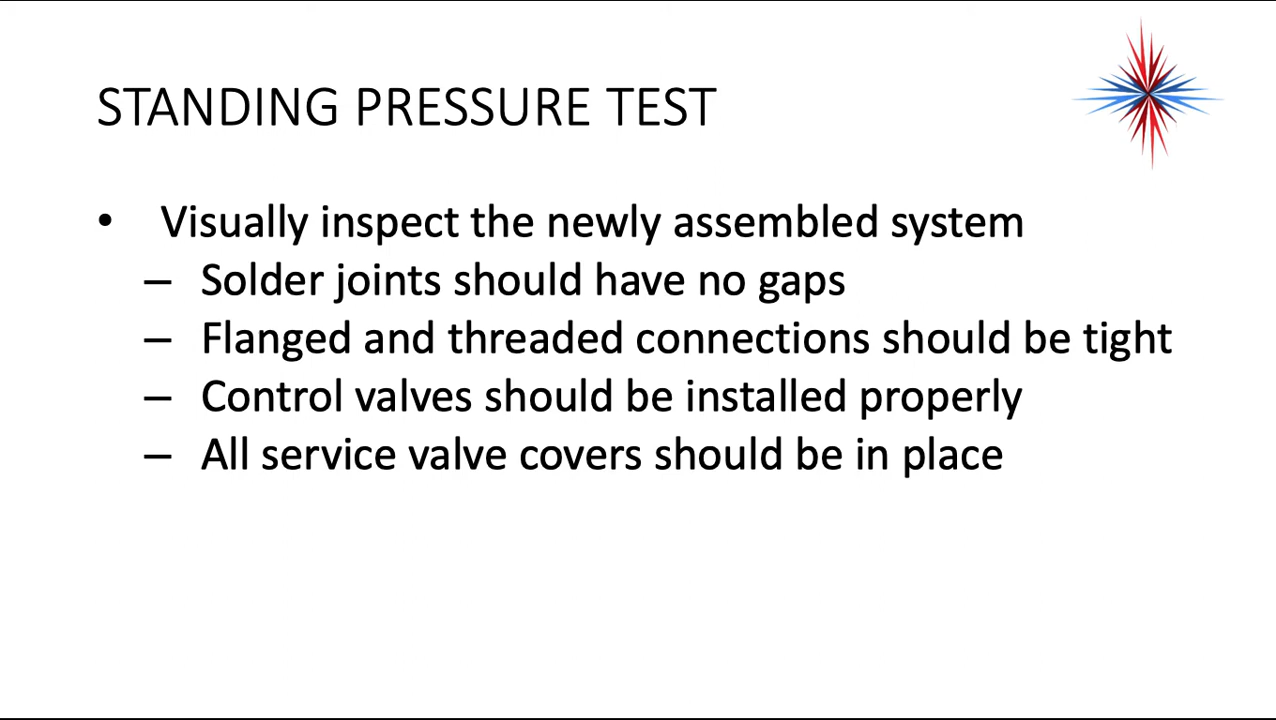 STANDING PRESSURE TEST
• Visually inspect the newly assembled system
– Solder joints should have no gaps
– Flanged and threaded connections should be tight
– Control valves should be installed properly
– All service valve covers should be in place